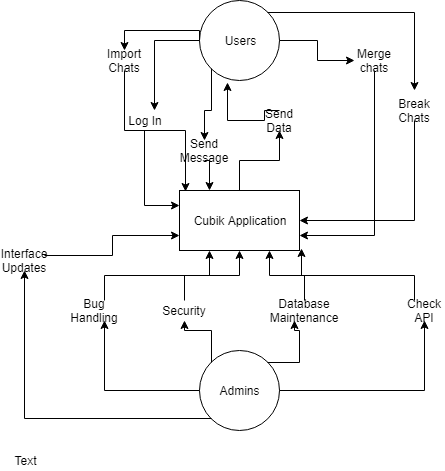 Users
Import
Chats
Merge
chats
Break
Chats
Log In
Send
Data
Send
Message
Cubik Application
Interface
Updates
Bug
Handling
Security
Database
Maintenance
Check
API
Admins
Text